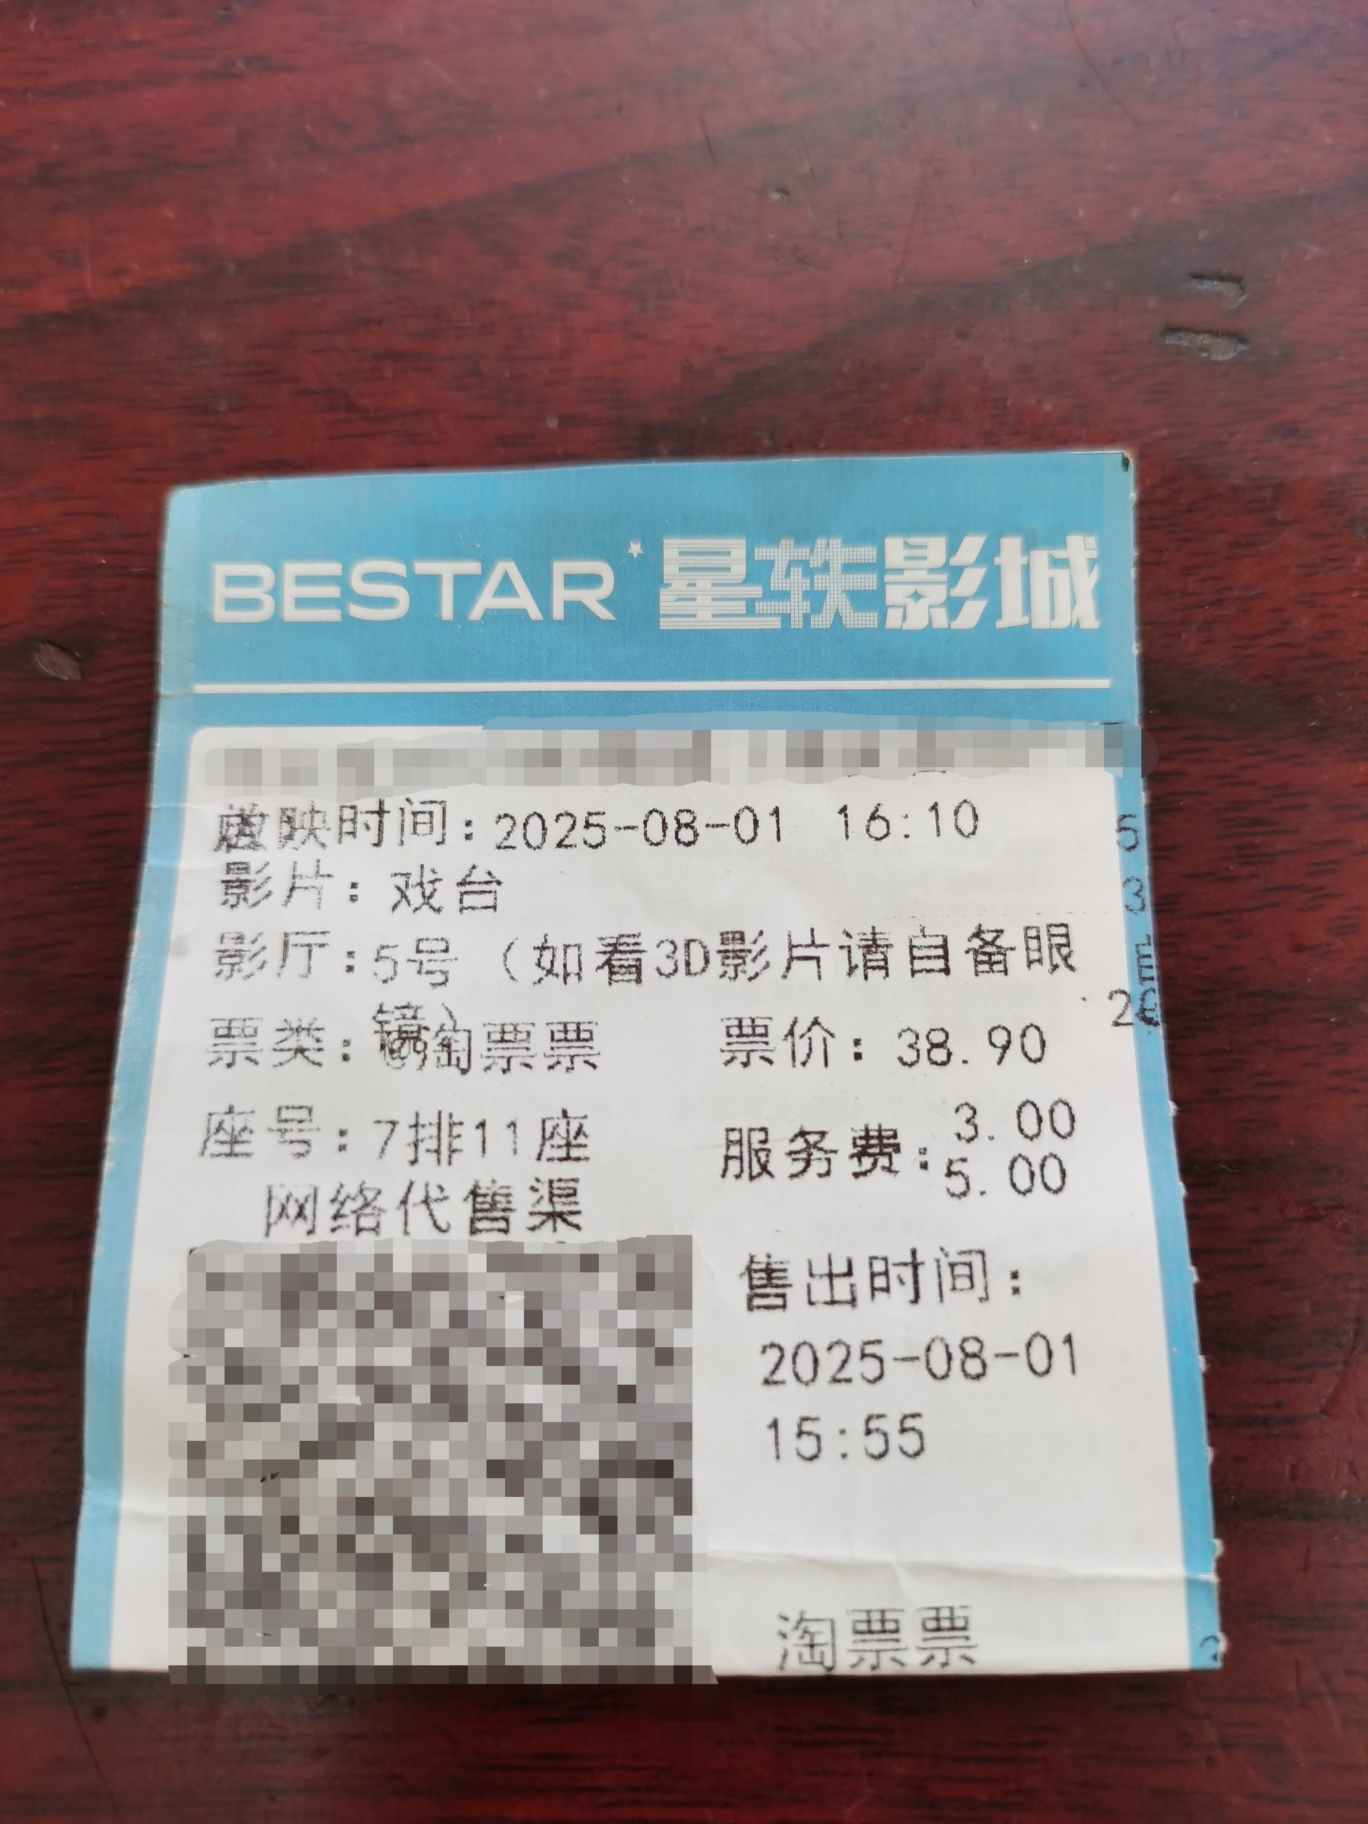 BESTAR 星轶影城
放映时间：2025-08-01 16:10
影片：戏台
影厅：5号（如看3D影片请自备眼
镜）
票类：@淘票票 票价：38.90
座号：7排11座 服务费：3.00
5.00
网络代售渠
售出时间：
2025-08-01
15:55
淘票票